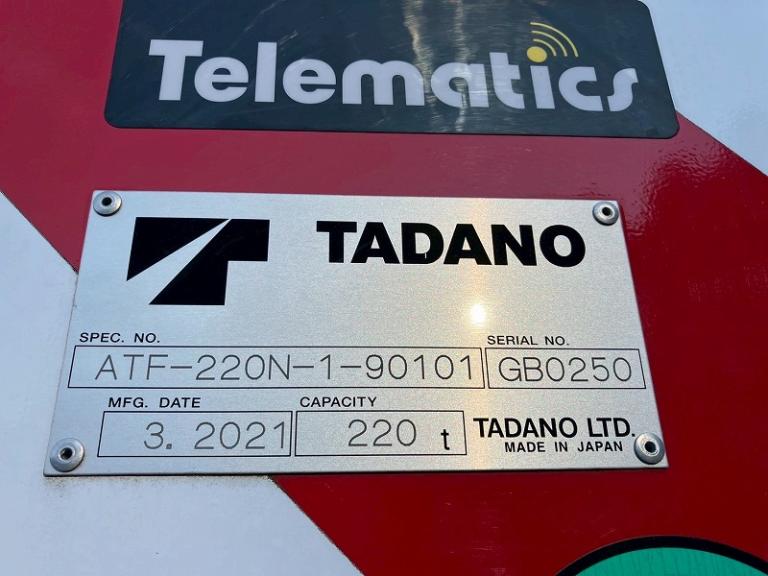 Telematics
TADANO
SPEC. NO. SERIAL NO.
ATF-220N-1-90101 GB0250
MFG. DATE CAPACITY
3. 2021 220 t TADANO LTD.
MADE IN JAPAN